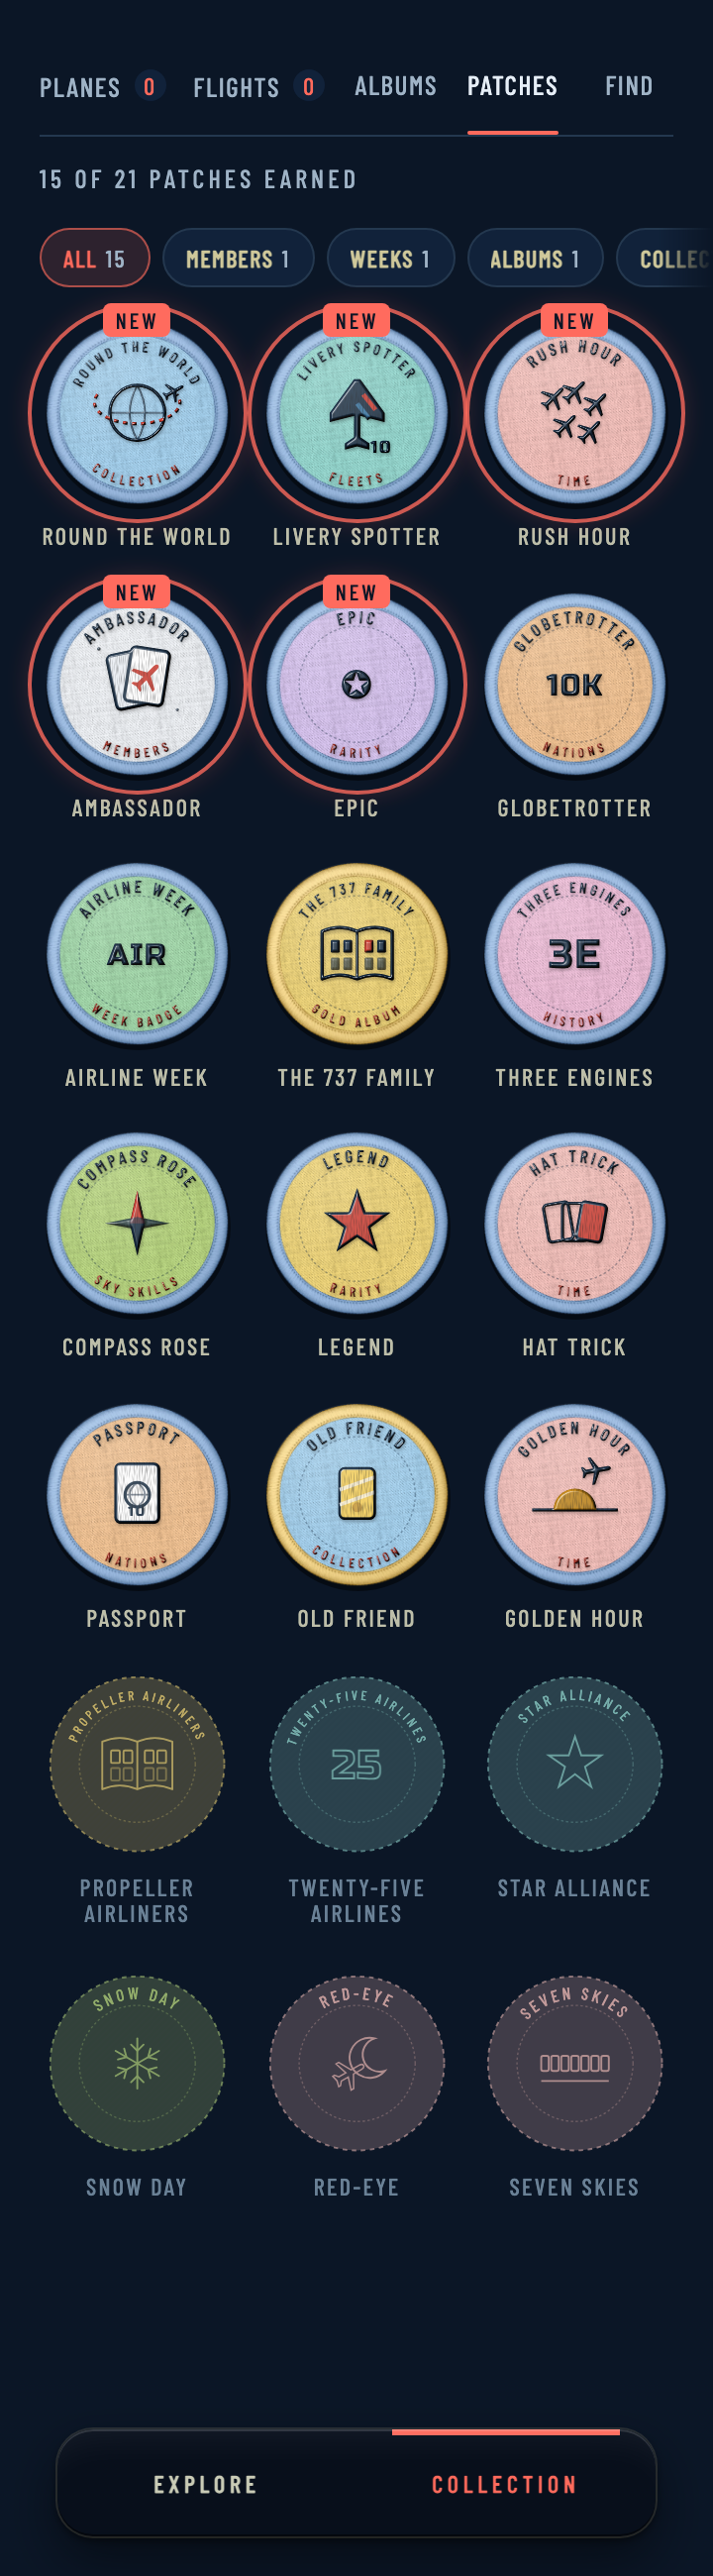 PLANES 0 FLIGHTS 0 ALBUMS PATCHES FIND
15 OF 21 PATCHES EARNED
ALL 15 MEMBERS 1 WEEKS 1 ALBUMS 1 COLLEC
NEW NEW NEW
ROUND THE WORLD
COLLECTION
LIVERY SPOTTER
10
FLEETS
RUSH HOUR
TIME
ROUND THE WORLD LIVERY SPOTTER RUSH HOUR
NEW NEW
AMBASSADOR
MEMBERS
EPIC
RARITY
GLOBETROTTER
10K
NATIONS
AMBASSADOR EPIC GLOBETROTTER
AIRLINE WEEK
AIR
WEEK BADGE
THE 737 FAMILY
GOLD ALBUM
THREE ENGINES
3E
HISTORY
AIRLINE WEEK THE 737 FAMILY THREE ENGINES
COMPASS ROSE
SKY SKILLS
LEGEND
RARITY
HAT TRICK
TIME
COMPASS ROSE LEGEND HAT TRICK
PASSPORT
10
NATIONS
OLD FRIEND
COLLECTION
GOLDEN HOUR
TIME
PASSPORT OLD FRIEND GOLDEN HOUR
PROPELLER AIRLINERS
TWENTY-FIVE AIRLINES
25
STAR ALLIANCE
PROPELLER
AIRLINERS
TWENTY-FIVE
AIRLINES
STAR ALLIANCE
SNOW DAY
RED-EYE
SEVEN SKIES
SNOW DAY RED-EYE SEVEN SKIES
EXPLORE COLLECTION